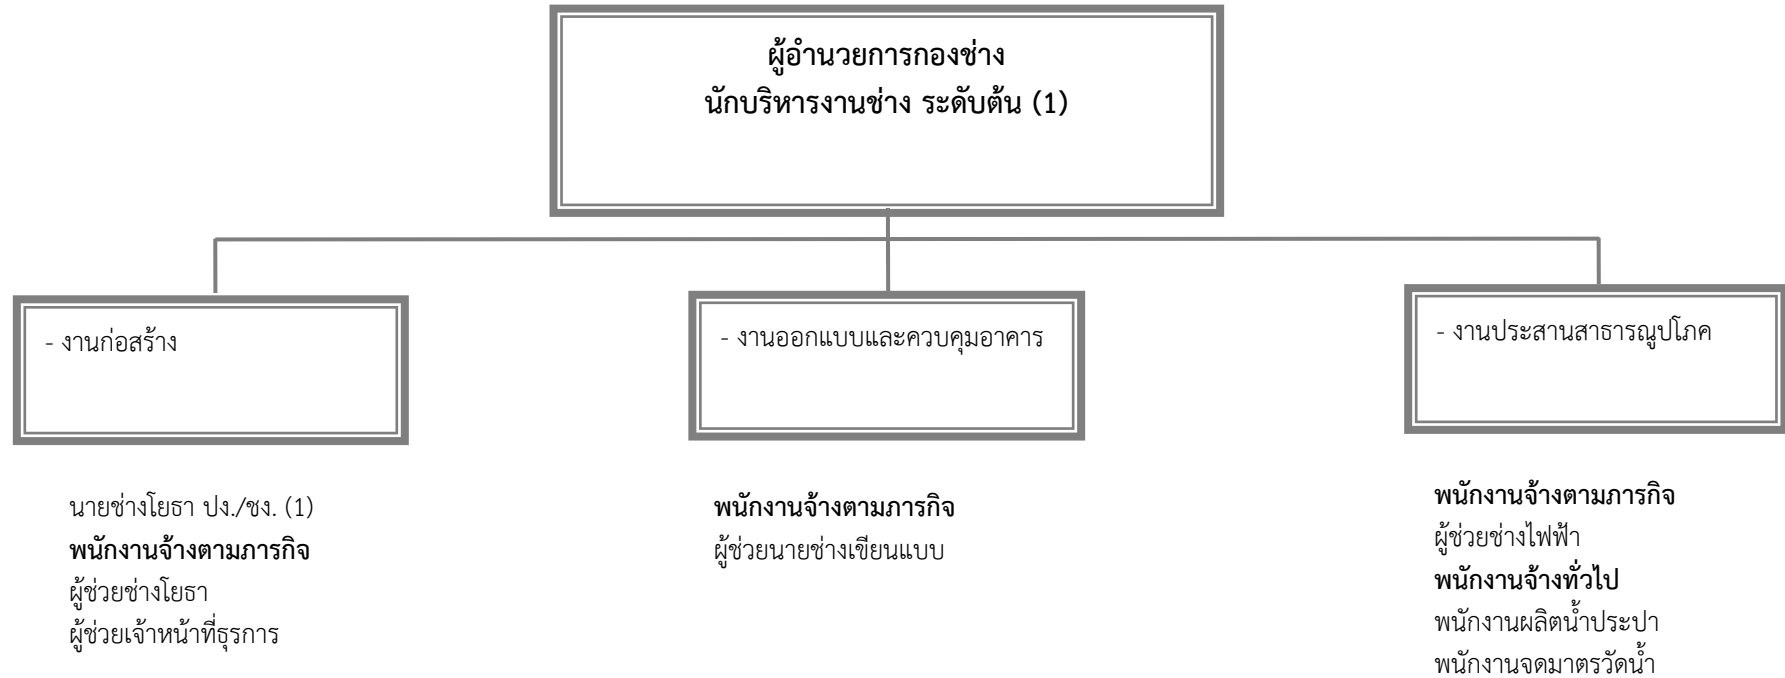 ผู้อำนวยการกองช่าง
นักบริหารงานช่าง ระดับต้น (1)
- งานก่อสร้าง
- งานออกแบบและควบคุมอาคาร
- งานประสานสาธารณูปโภค
นายช่างโยธา ปง./ชง. (1)
พนักงานจ้างตามภารกิจ
ผู้ช่วยช่างโยธา
ผู้ช่วยเจ้าหน้าที่ธุรการ
พนักงานจ้างตามภารกิจ
ผู้ช่วยนายช่างเขียนแบบ
พนักงานจ้างตามภารกิจ
ผู้ช่วยช่างไฟฟ้า
พนักงานจ้างทั่วไป
พนักงานผลิตน้ำประปา
พนักงานจดมาตรวัดน้ำ